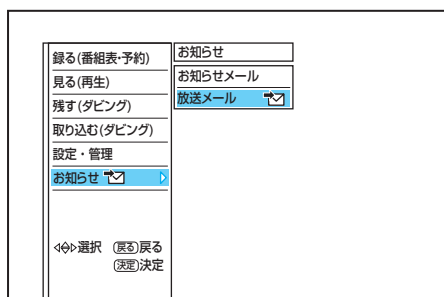 録る(番組表･予約)
見る(再生)
残す(ダビング)
取り込む(ダビング)
設定・管理
お知らせ
選択 戻る戻る
決定決定
お知らせ
お知らせメール
放送メール